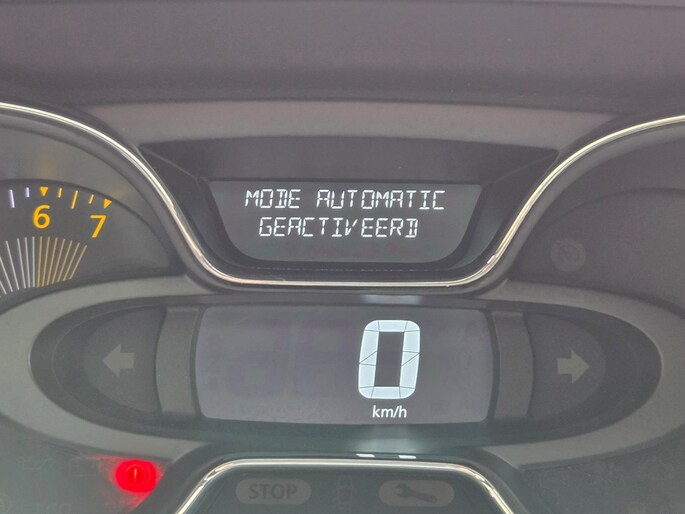 MODE AUTOMATIC
GEACTIVEERD
6 7
0
km/h
STOP